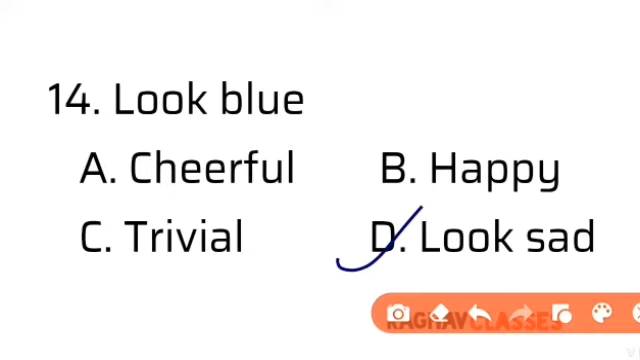 14. Look blue
A. Cheerful B. Happy
C. Trivial D. Look sad
RAGHAV CLASSES